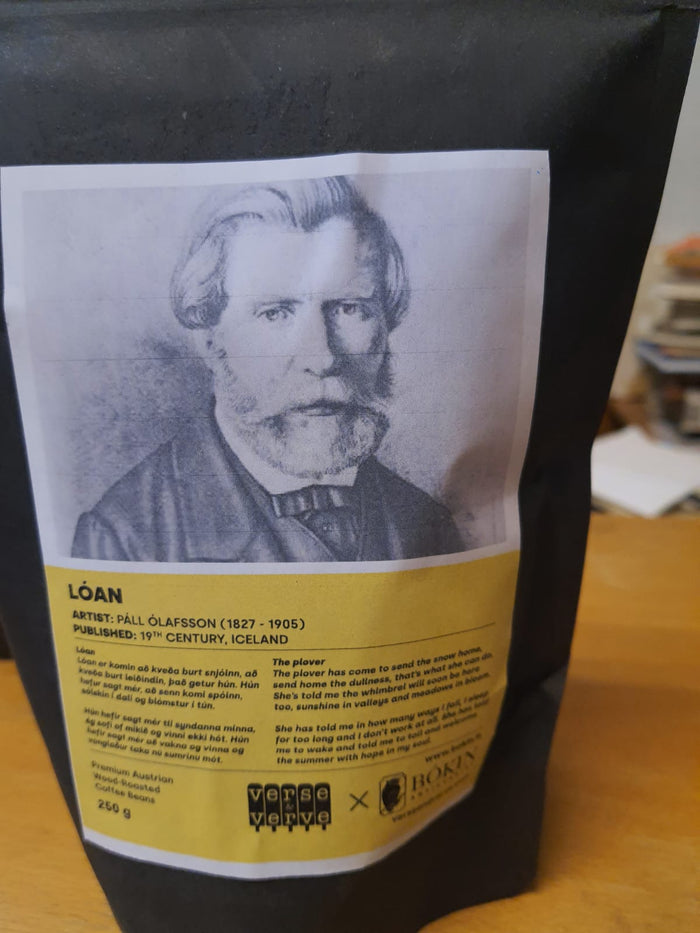 LÓAN
ARTIST: PÁLL ÓLAFSSON (1827 - 1905)
PUBLISHED: 19TH CENTURY, ICELAND
Lóan
Lóan er komin að kveða burt snjóinn, að
kveða burt leiðindin, það getur hún. Hún
hefur sagt mér, að senn komi spóinn,
sólskin í dali og blómstur í tún.
Hún hefir sagt mér til syndanna minna,
ég sofi of mikið og vinni ekki hót. Hún
hefir sagt mér að vakna og vinna og
vonglaður taka nú sumrinu mót.
The plover
The plover has come to send the snow home,
send home the dullness, that's what she can do.
She's told me the whimbrel will soon be here
too, sunshine in valleys and meadows in bloom.
She has told me in how many ways I fail, I sleep
for too long and I don't work at all. She has told
me to wake and told me to toil and welcome
the summer with hope in my soul.
Premium Austrian
Wood-Roasted
Coffee Beans
250 g
verse
&
verve
X
www.bokin.is
BÓKIN